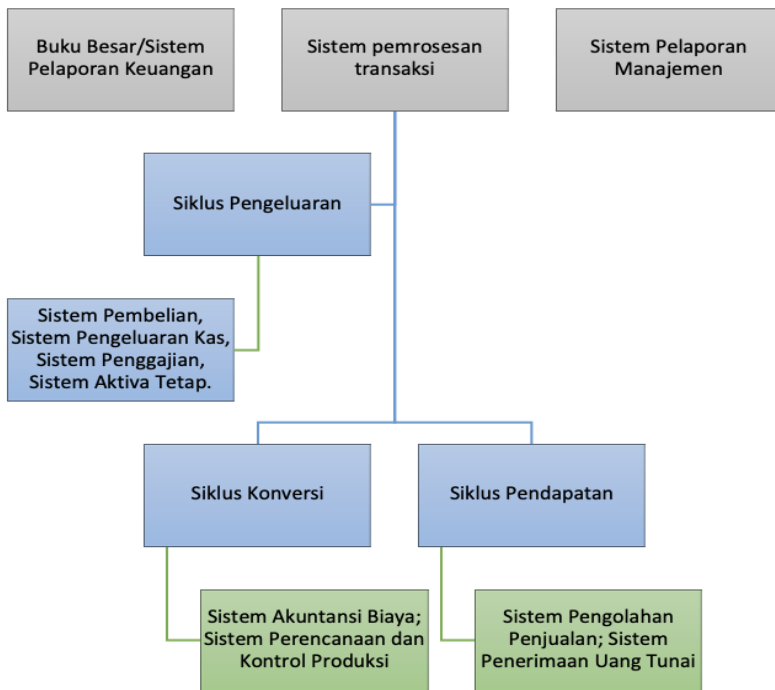 Buku Besar/Sistem
Pelaporan Keuangan
Sistem pemrosesan
transaksi
Sistem Pelaporan
Manajemen
Siklus Pengeluaran
Sistem Pembelian,
Sistem Pengeluaran Kas,
Sistem Penggajian,
Sistem Aktiva Tetap.
Siklus Konversi
Siklus Pendapatan
Sistem Akuntansi Biaya;
Sistem Perencanaan dan
Kontrol Produksi
Sistem Pengolahan
Penjualan; Sistem
Penerimaan Uang Tunai